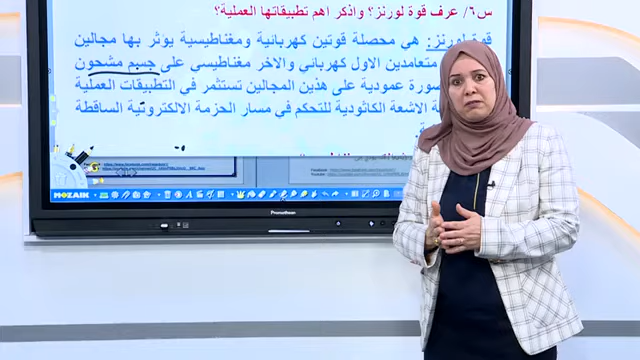 س٦/ عرف قوة لورنز؟ واذكر اهم تطبيقاتها العملية؟
قوة لورنز: هي محصلة قوتين كهربائية ومغناطيسية يوثر بها مجالين
متعامدين الاول كهربائي والاخر مغناطيسي على جسيم مشحون
صورة عمودية على هذين المجالين تستثمر في التطبيقات العملية
الاشعة الكاثودية للتحكم في مسار الحزمة الالكترونية الساقطة
MOZAIK
Promethean